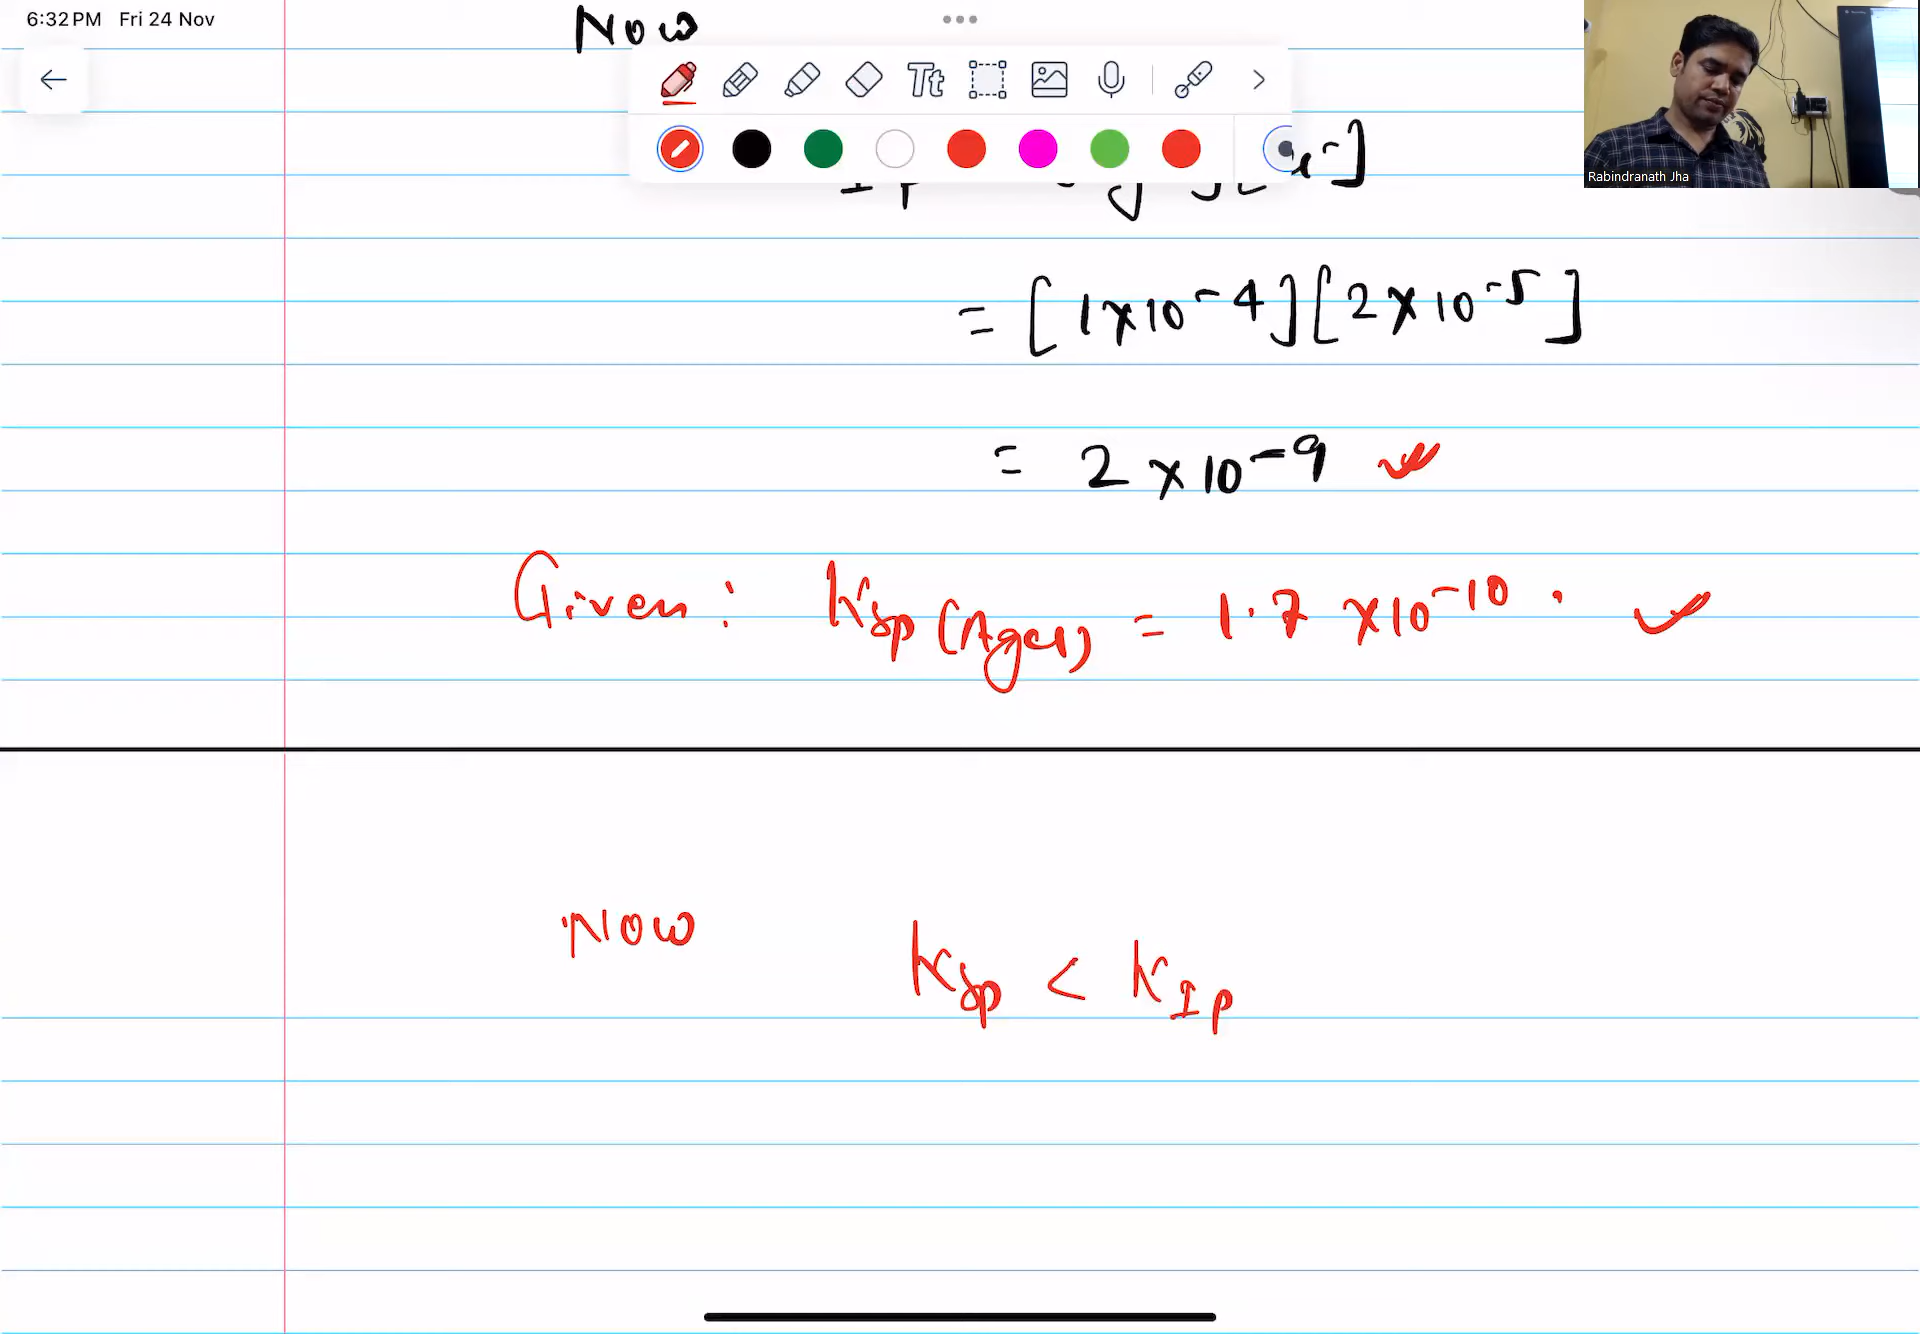 6:32 PM Fri 24 Nov
Now
Tt
Rabindranath Jha
= [1×10⁻⁴][2×10⁻⁵]
= 2 × 10⁻⁹
Given : Ksp (AgCl) = 1.7 × 10⁻¹⁰ .
Now Ksp < KIp